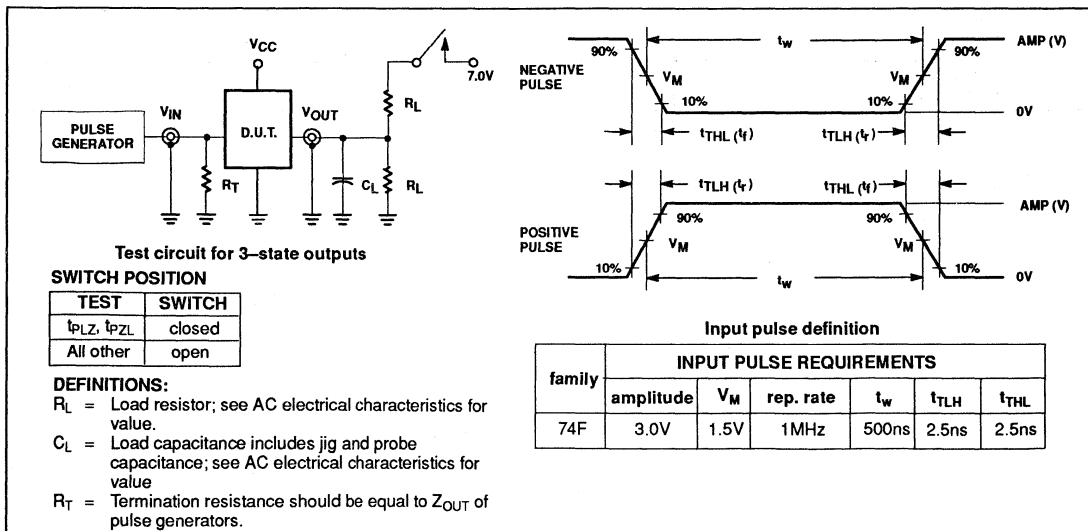 VCC
7.0V
RL
VIN
PULSE GENERATOR
D.U.T.
VOUT
RT
CL
RL
Test circuit for 3–state outputs
SWITCH POSITION
TEST SWITCH
tPLZ, tPZL closed
All other open
DEFINITIONS:
RL = Load resistor; see AC electrical characteristics for
value.
CL = Load capacitance includes jig and probe
capacitance; see AC electrical characteristics for
value
RT = Termination resistance should be equal to ZOUT of
pulse generators.
NEGATIVE PULSE
90% tw 90% AMP (V)
VM VM
10% 10% 0V
tTHL (tf) tTLH (tr)
tTLH (tr) tTHL (tf)
AMP (V)
90% 90%
POSITIVE PULSE
VM VM
10% tw 10% 0V
Input pulse definition
family INPUT PULSE REQUIREMENTS
amplitude VM rep. rate tw tTLH tTHL
74F 3.0V 1.5V 1MHz 500ns 2.5ns 2.5ns